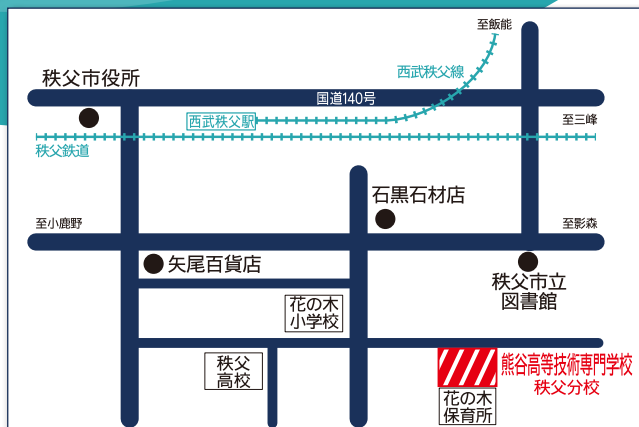 至飯能
秩父市役所
西武秩父線
国道140号
西武秩父駅
至三峰
秩父鉄道
石黒石材店
至小鹿野
至影森
矢尾百貨店
秩父市立
図書館
花の木
小学校
秩父
高校
熊谷高等技術専門学校
秩父分校
花の木
保育所